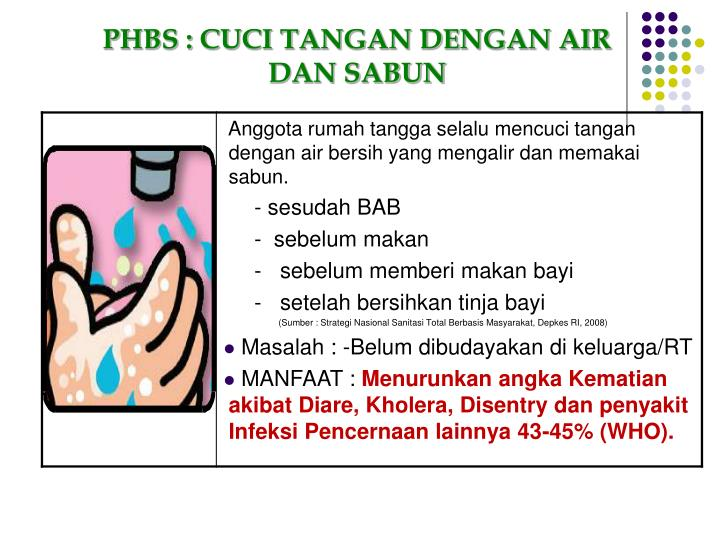 PHBS : CUCI TANGAN DENGAN AIR
DAN SABUN
Anggota rumah tangga selalu mencuci tangan
dengan air bersih yang mengalir dan memakai
sabun.
- sesudah BAB
- sebelum makan
- sebelum memberi makan bayi
- setelah bersihkan tinja bayi
(Sumber : Strategi Nasional Sanitasi Total Berbasis Masyarakat, Depkes RI, 2008)
● Masalah : -Belum dibudayakan di keluarga/RT
● MANFAAT : Menurunkan angka Kematian
akibat Diare, Kholera, Disentry dan penyakit
Infeksi Pencernaan lainnya 43-45% (WHO).